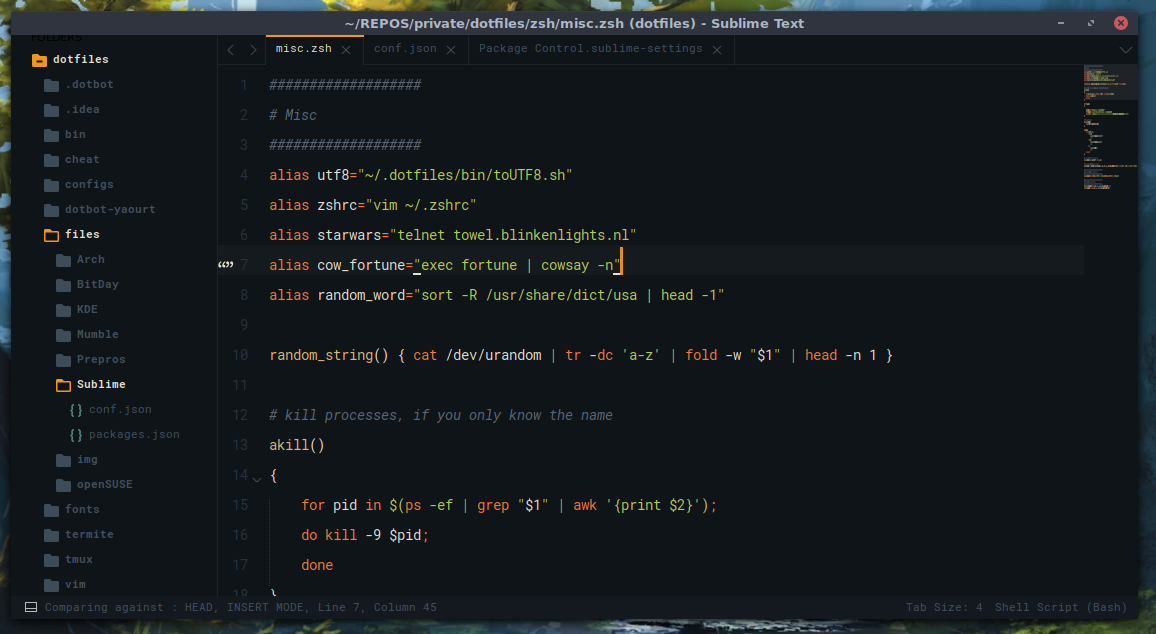 ~/REPOS/private/dotfiles/zsh/misc.zsh (dotfiles) - Sublime Text
FOLDERS
dotfiles
.dotbot
.idea
bin
cheat
configs
dotbot-yaourt
files
Arch
BitDay
KDE
Mumble
Prepros
Sublime
{ } conf.json
{ } packages.json
img
openSUSE
fonts
termite
tmux
vim
misc.zsh
conf.json
Package Control.sublime-settings
1 ###################
2 # Misc
3 ###################
4 alias utf8="~/.dotfiles/bin/toUTF8.sh"
5 alias zshrc="vim ~/.zshrc"
6 alias starwars="telnet towel.blinkenlights.nl"
7 alias cow_fortune="exec fortune | cowsay -n"
8 alias random_word="sort -R /usr/share/dict/usa | head -1"
9
10 random_string() { cat /dev/urandom | tr -dc 'a-z' | fold -w "$1" | head -n 1 }
11
12 # kill processes, if you only know the name
13 akill()
14 {
15 for pid in $(ps -ef | grep "$1" | awk '{print $2}');
16 do kill -9 $pid;
17 done
18 }
Comparing against : HEAD, INSERT MODE, Line 7, Column 45
Tab Size: 4 Shell Script (Bash)